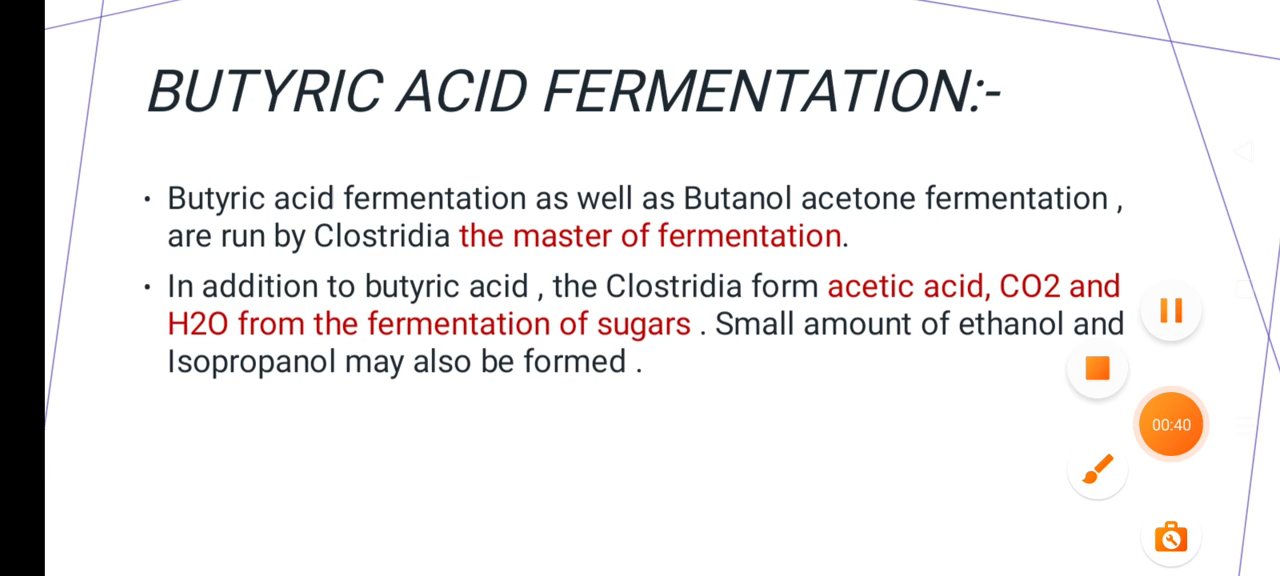 BUTYRIC ACID FERMENTATION:-
• Butyric acid fermentation as well as Butanol acetone fermentation ,
are run by Clostridia the master of fermentation.
• In addition to butyric acid , the Clostridia form acetic acid, CO2 and
H2O from the fermentation of sugars . Small amount of ethanol and
Isopropanol may also be formed .
00:40